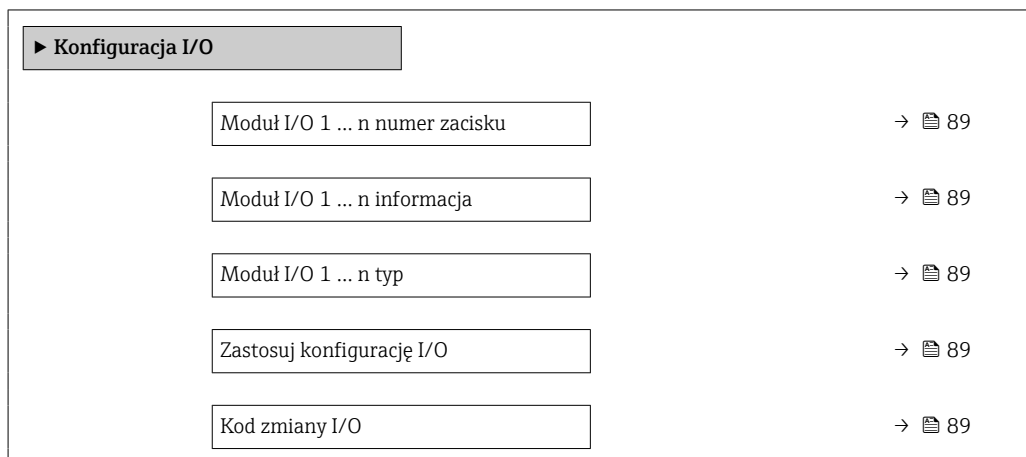 ► Konfiguracja I/O
Moduł I/O 1 … n numer zacisku → 89
Moduł I/O 1 … n informacja → 89
Moduł I/O 1 … n typ → 89
Zastosuj konfigurację I/O → 89
Kod zmiany I/O → 89